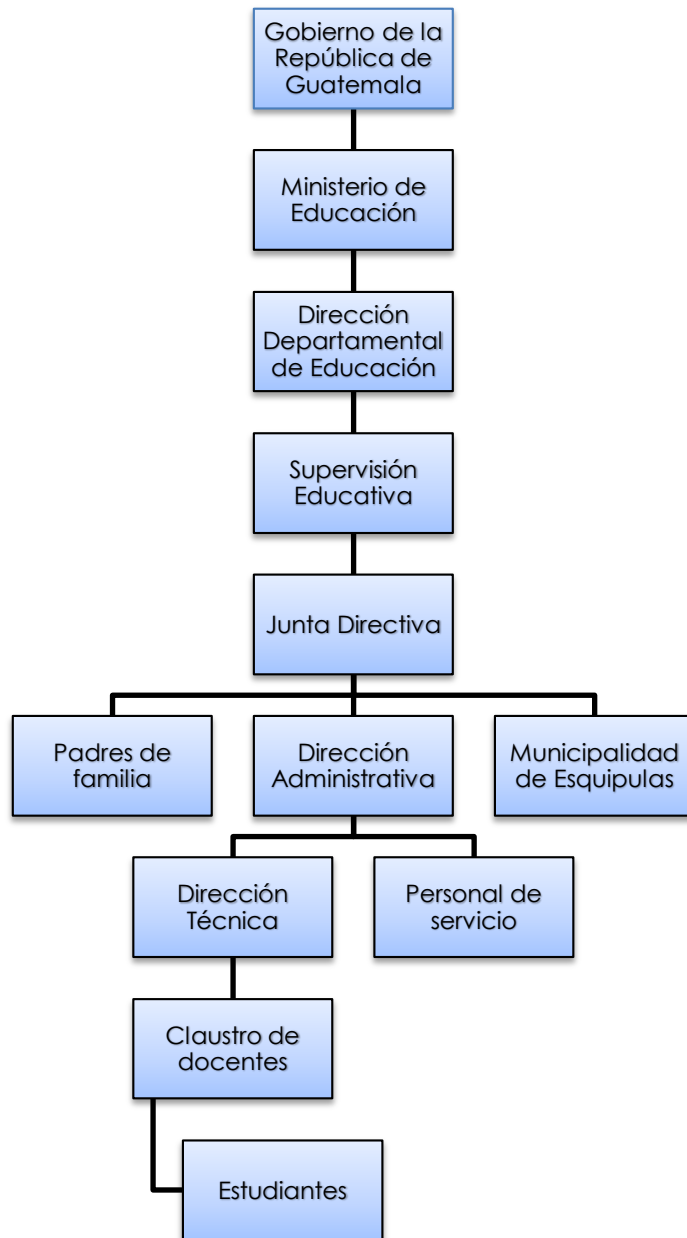 Gobierno de la
República de
Guatemala
Ministerio de
Educación
Dirección
Departamental
de Educación
Supervisión
Educativa
Junta Directiva
Padres de
familia
Dirección
Administrativa
Municipalidad
de Esquipulas
Dirección
Técnica
Personal de
servicio
Claustro de
docentes
Estudiantes